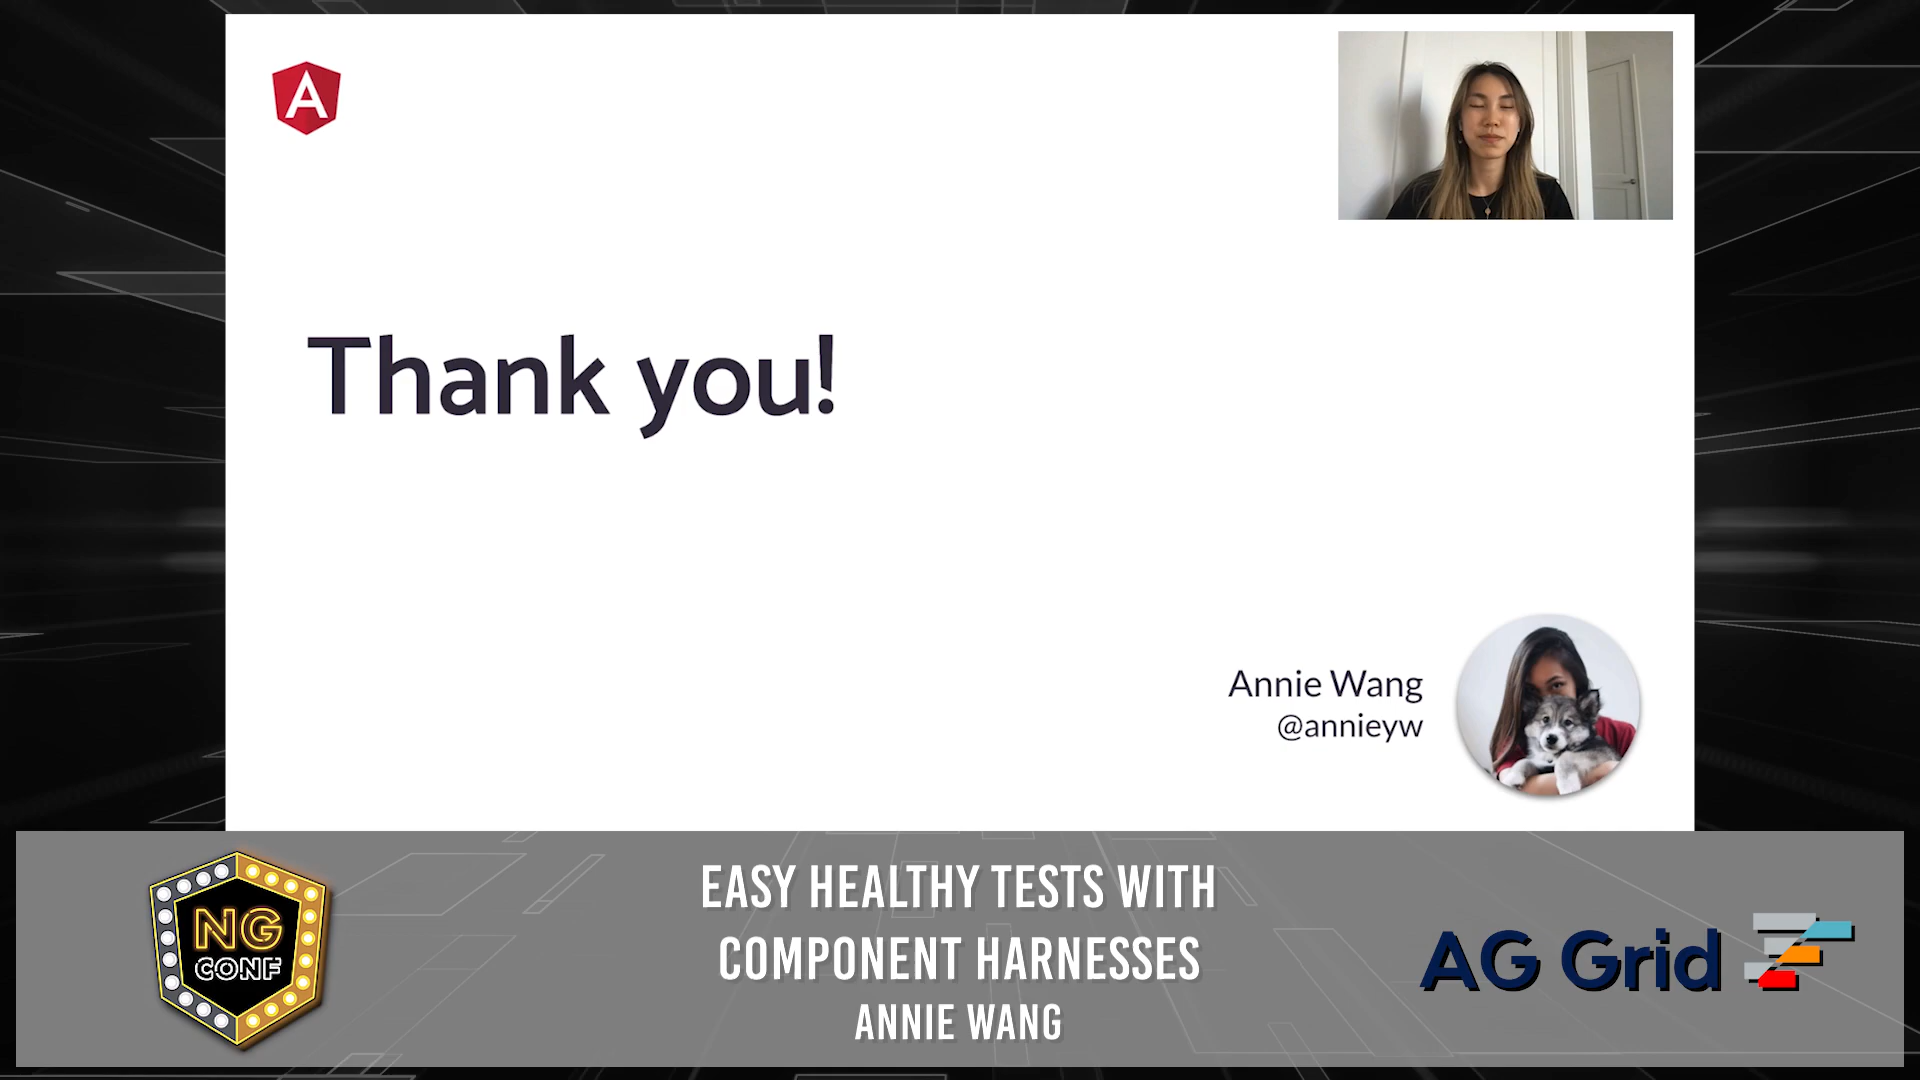 A
Thank you!
Annie Wang
@annieyw
NG
CONF
EASY HEALTHY TESTS WITH
COMPONENT HARNESSES
ANNIE WANG
AG Grid